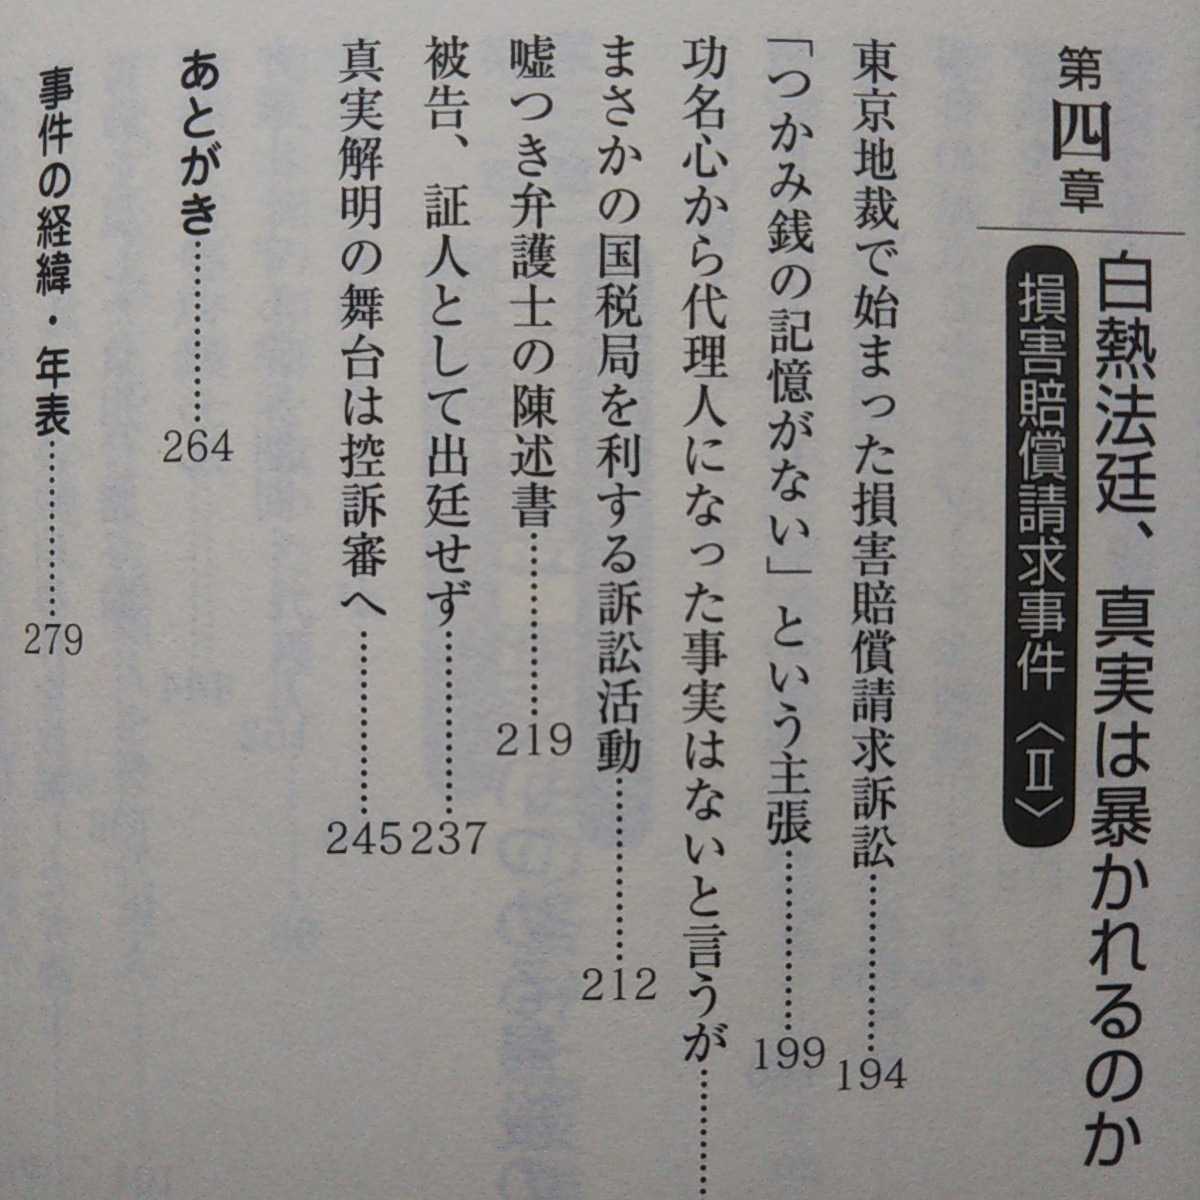 第四章
白熱法廷、真実は暴かれるのか
損害賠償請求事件〈Ⅱ〉
東京地裁で始まった損害賠償請求訴訟…………194
「つかみ銭の記憶がない」という主張…………199
功名心から代理人になった事実はないと言うが………
まさかの国税局を利する訴訟活動…………212
嘘つき弁護士の陳述書…………219
被告、証人として出廷せず…………237
真実解明の舞台は控訴審へ…………245
あとがき…………264
事件の経緯・年表…………279